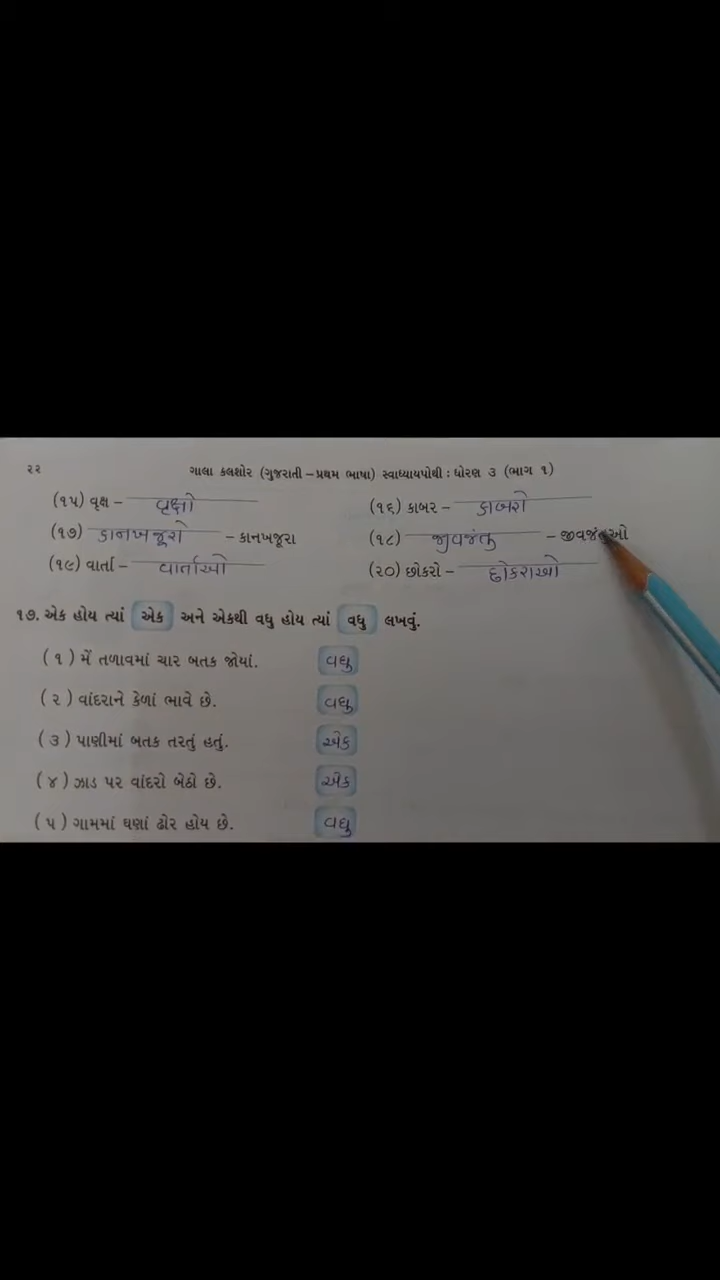 ૨૨ ગાલા કલશોર (ગુજરાતી – પ્રથમ ભાષા) સ્વાધ્યાયપોથી : ધોરણ ૩ (ભાગ ૧)
(૧૫) વૃક્ષ – વૃક્ષો (૧૬) કાબર – કાબરો
(૧૭) કાનખજૂરો – કાનખજૂરા (૧૮) જીવજંતુ – જીવજંતુઓ
(૧૯) વાર્તા – વાર્તાઓ (૨૦) છોકરો – છોકરાઓ
૧૭. એક હોય ત્યાં એક અને એકથી વધુ હોય ત્યાં વધુ લખવું.
(૧) મેં તળાવમાં ચાર બતક જોયાં. વધુ
(૨) વાંદરાને કેળાં ભાવે છે. વધુ
(૩) પાણીમાં બતક તરતું હતું. એક
(૪) ઝાડ પર વાંદરો બેઠો છે. એક
(૫) ગામમાં ઘણાં ઢોર હોય છે. વધુ